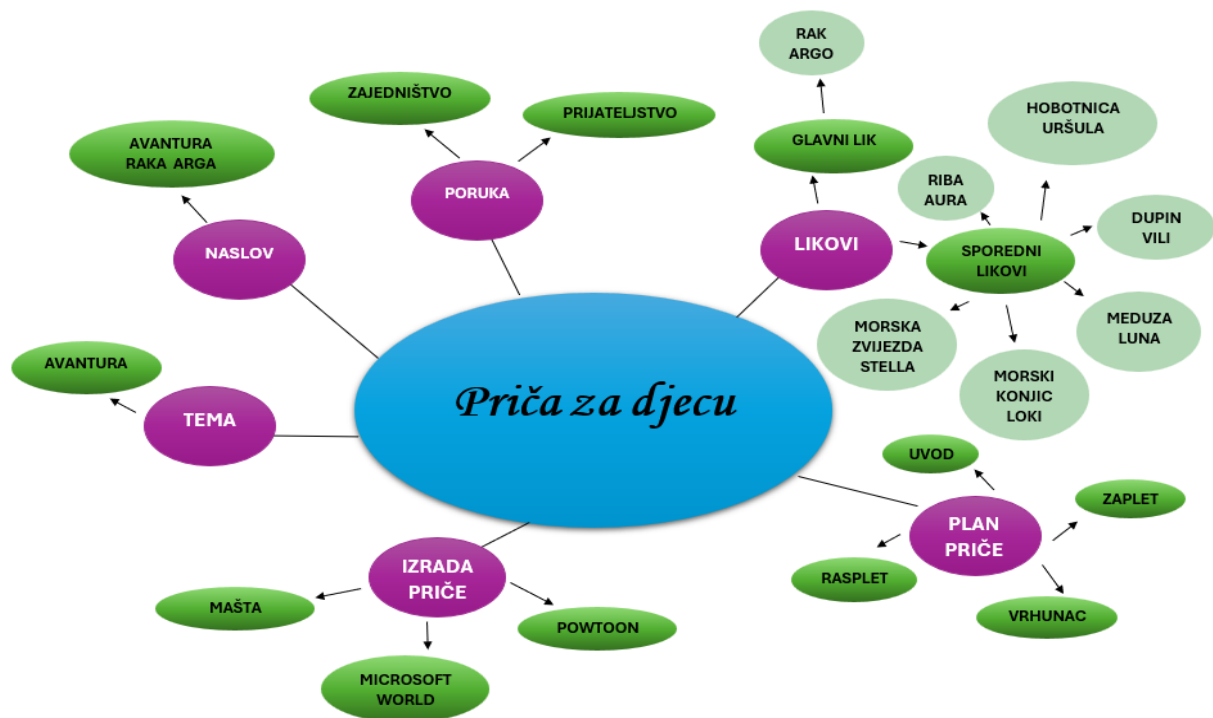 RAK
ARGO
ZAJEDNIŠTVO
PRIJATELJSTVO
HOBOTNICA
URŠULA
AVANTURA
RAKA ARGA
GLAVNI LIK
PORUKA
RIBA
AURA
DUPIN
VILI
NASLOV
LIKOVI
SPOREDNI
LIKOVI
MORSKA
ZVIJEZDA
STELLA
MEDUZA
LUNA
AVANTURA
MORSKI
KONJIC
LOKI
TEMA
Priča za djecu
UVOD
ZAPLET
PLAN
PRIČE
RASPLET
VRHUNAC
IZRADA
PRIČE
MAŠTA
POWTOON
MICROSOFT
WORLD